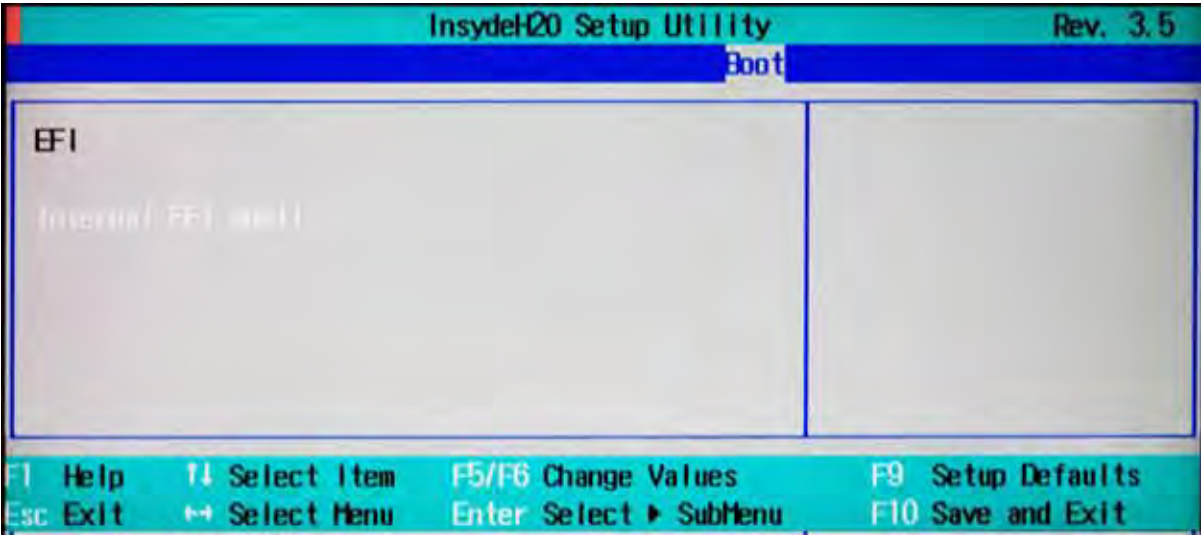 InsydeH20 Setup Utility Rev. 3.5
Boot
EFI
Internal EFI Shell
F1 Help ↑↓ Select Item F5/F6 Change Values F9 Setup Defaults
Esc Exit ↔ Select Menu Enter Select ▶ SubMenu F10 Save and Exit